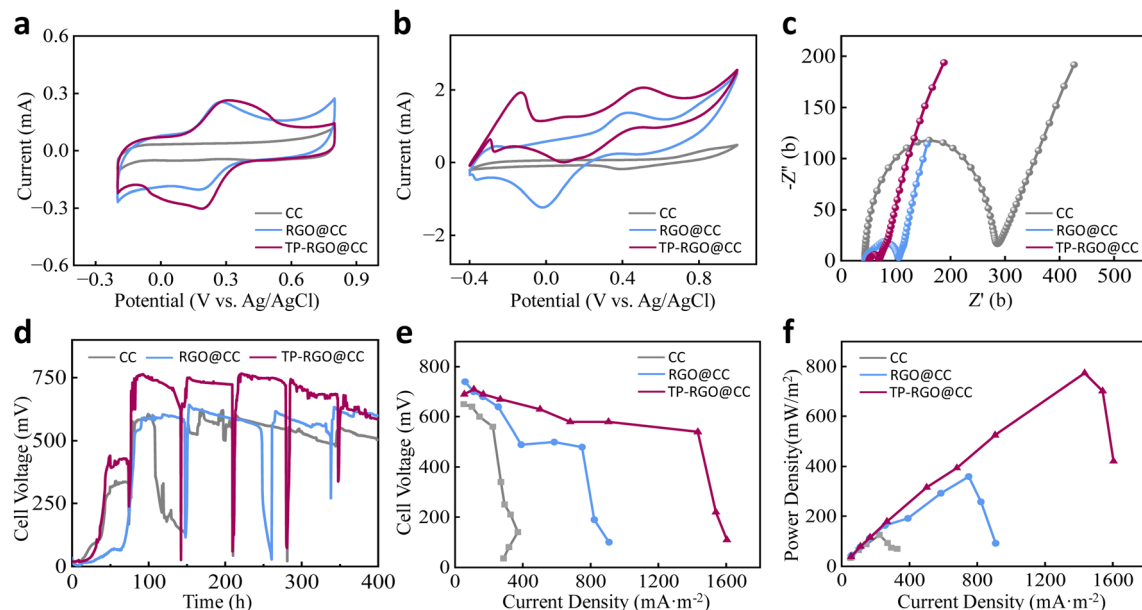 a
0.6
0.3
0.0
−0.3
−0.6
Current (mA)
−0.3
0.0
0.3
0.6
0.9
Potential (V vs. Ag/AgCl)
CC
RGO@CC
TP-RGO@CC
b
2
0
−2
Current (mA)
−0.4
0.0
0.4
0.8
Potential (V vs. Ag/AgCl)
CC
RGO@CC
TP-RGO@CC
c
200
150
100
50
0
-Z" (b)
0
100
200
300
400
500
Z' (b)
CC
RGO@CC
TP-RGO@CC
d
CC
RGO@CC
TP-RGO@CC
750
500
250
0
Cell Voltage (mV)
0
100
200
300
400
Time (h)
e
800
600
400
200
0
Cell Voltage (mV)
0
400
800
1200
1600
Current Density (mA·m⁻²)
CC
RGO@CC
TP-RGO@CC
f
800
600
400
200
0
Power Density(mW/m²)
0
400
800
1200
1600
Current Density (mA·m⁻²)
CC
RGO@CC
TP-RGO@CC